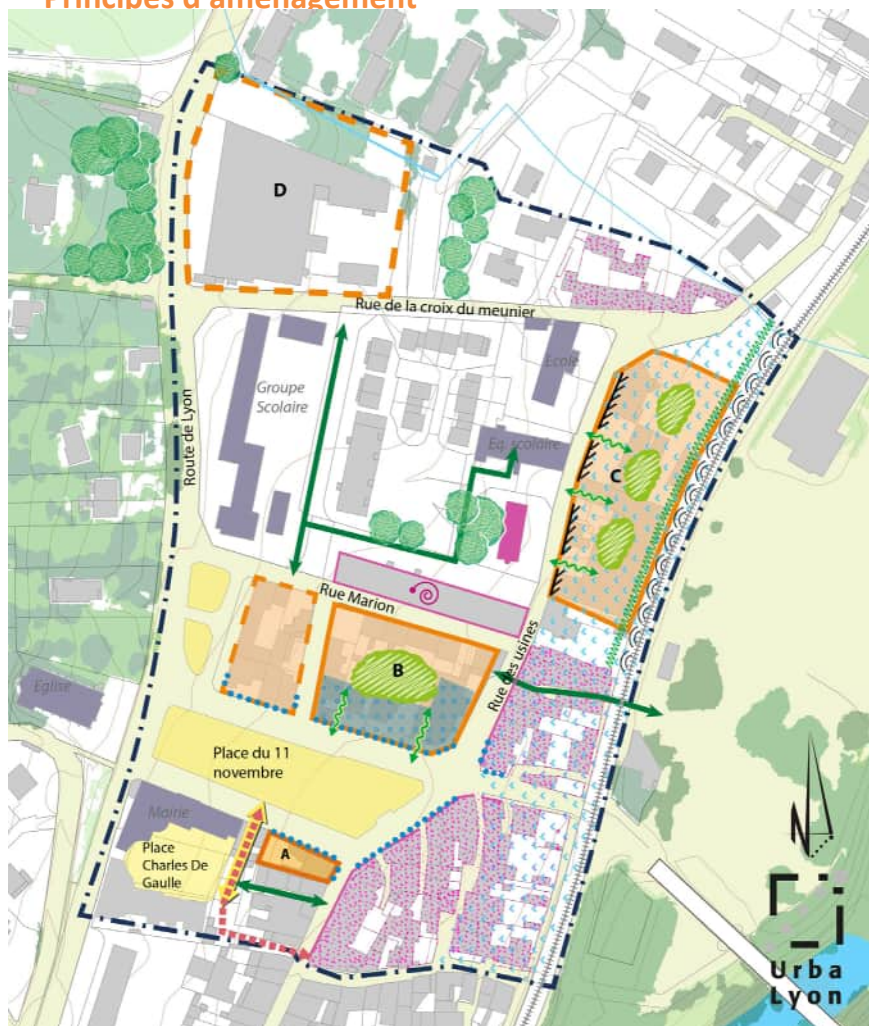 Principes d'aménagement
D
Rue de la croix du meunier
Ecole
Groupe
Scolaire
Route de Lyon
Eq. scolaire
C
Rue Marion
Rue des usines
B
Eglise
Place du 11
novembre
Mairie
Place
Charles De
Gaulle
A
N
Urba
Lyon